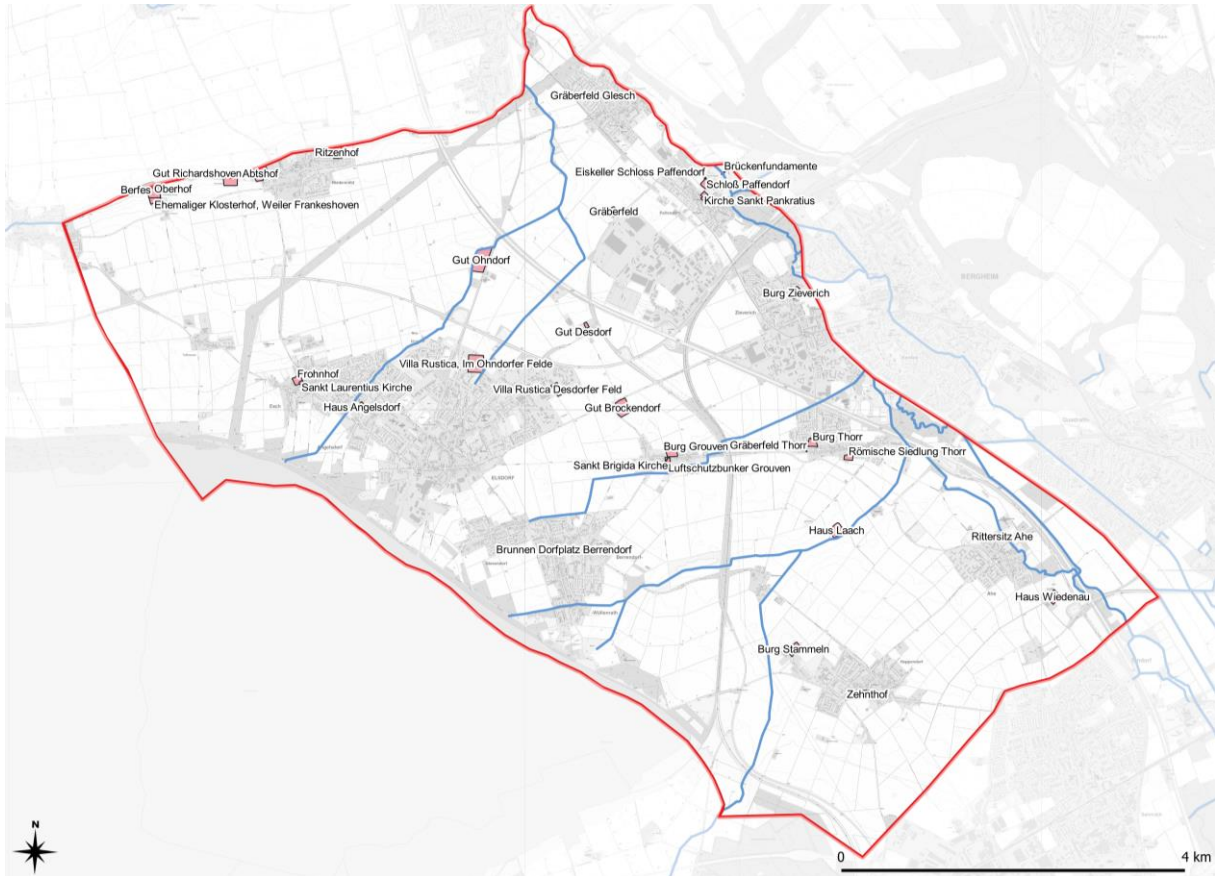 Gräberfeld Glesch
Ritzenhof
Gut Richardshoven Abtshof
Brückenfundamente
Eiskeller Schloss Paffendorf
Schloß Paffendorf
Berfes Oberhof
Kirche Sankt Pankratius
Ehemaliger Klosterhof, Weiler Frankeshoven
Gräberfeld
Gut Ohndorf
BERGHEIM
Burg Zieverich
Zieverich
Gut Desdorf
Villa Rustica, Im Ohndorfer Felde
Frohnhof
Sankt Laurentius Kirche
Villa Rustica Desdorfer Feld
Haus Angelsdorf
Gut Brockendorf
Burg Grouven
Gräberfeld Thorr
Burg Thorr
Römische Siedlung Thorr
Sankt Brigida Kirche
Luftschutzbunker Grouven
ELSDORF
Haus Laach
Rittersitz Ahe
Brunnen Dorfplatz Berrendorf
Berrendorf
Haus Wiedenau
Ahe
Burg Stammeln
Zehnthof
N
0
4 km